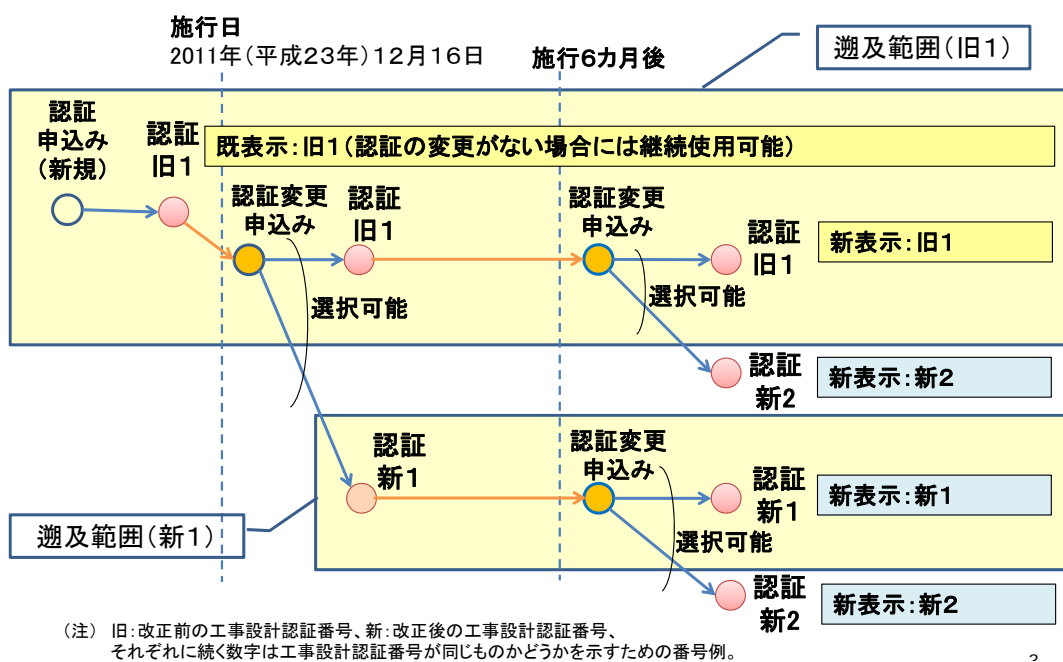 施行日
2011年(平成23年)12月16日
施行6カ月後
遡及範囲(旧1)
認証
申込み
(新規)
認証
旧1
既表示:旧1(認証の変更がない場合には継続使用可能)
認証変更
申込み
認証
旧1
認証変更
申込み
認証
旧1
新表示:旧1
選択可能
選択可能
認証
新2
新表示:新2
認証
新1
認証変更
申込み
認証
新1
新表示:新1
遡及範囲(新1)
選択可能
認証
新2
新表示:新2
(注) 旧:改正前の工事設計認証番号、新:改正後の工事設計認証番号、
それぞれに続く数字は工事設計認証番号が同じものかどうかを示すための番号例。